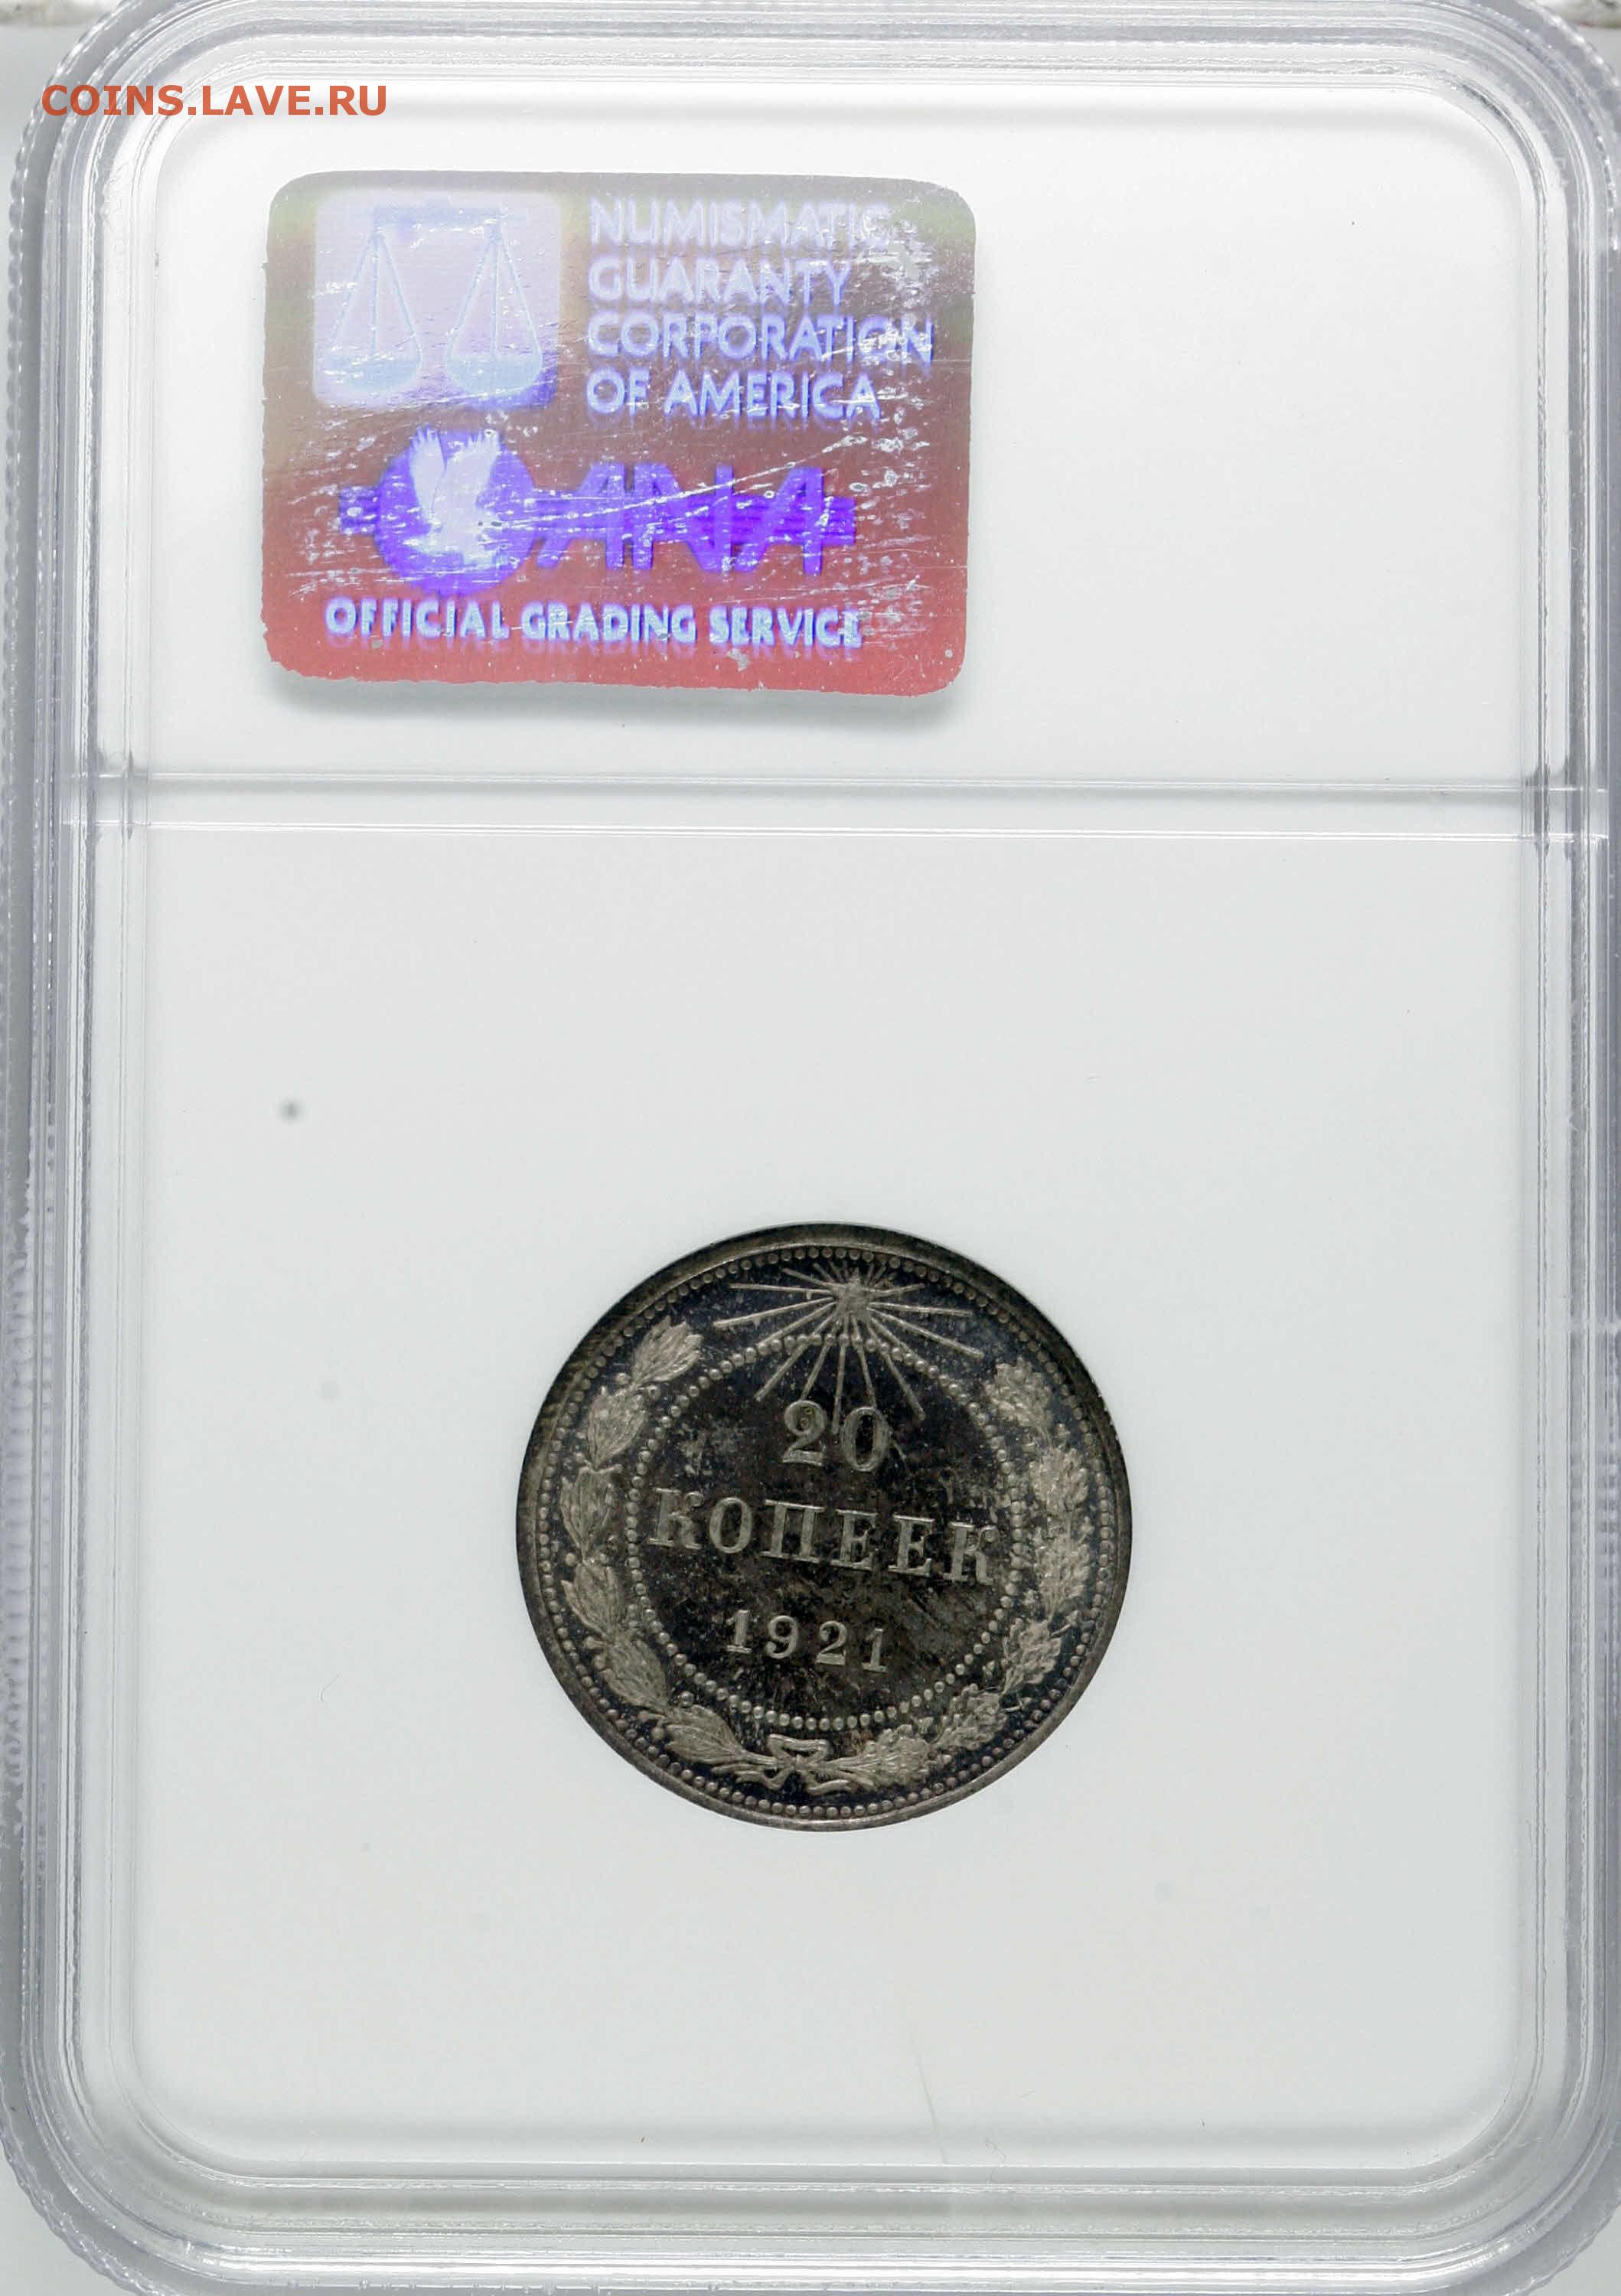 COINS.LAVE.RU
NUMISMATIC
GUARANTY
CORPORATION
OF AMERICA
ANA
OFFICIAL GRADING SERVICE
20
КОПЕЕК
1921